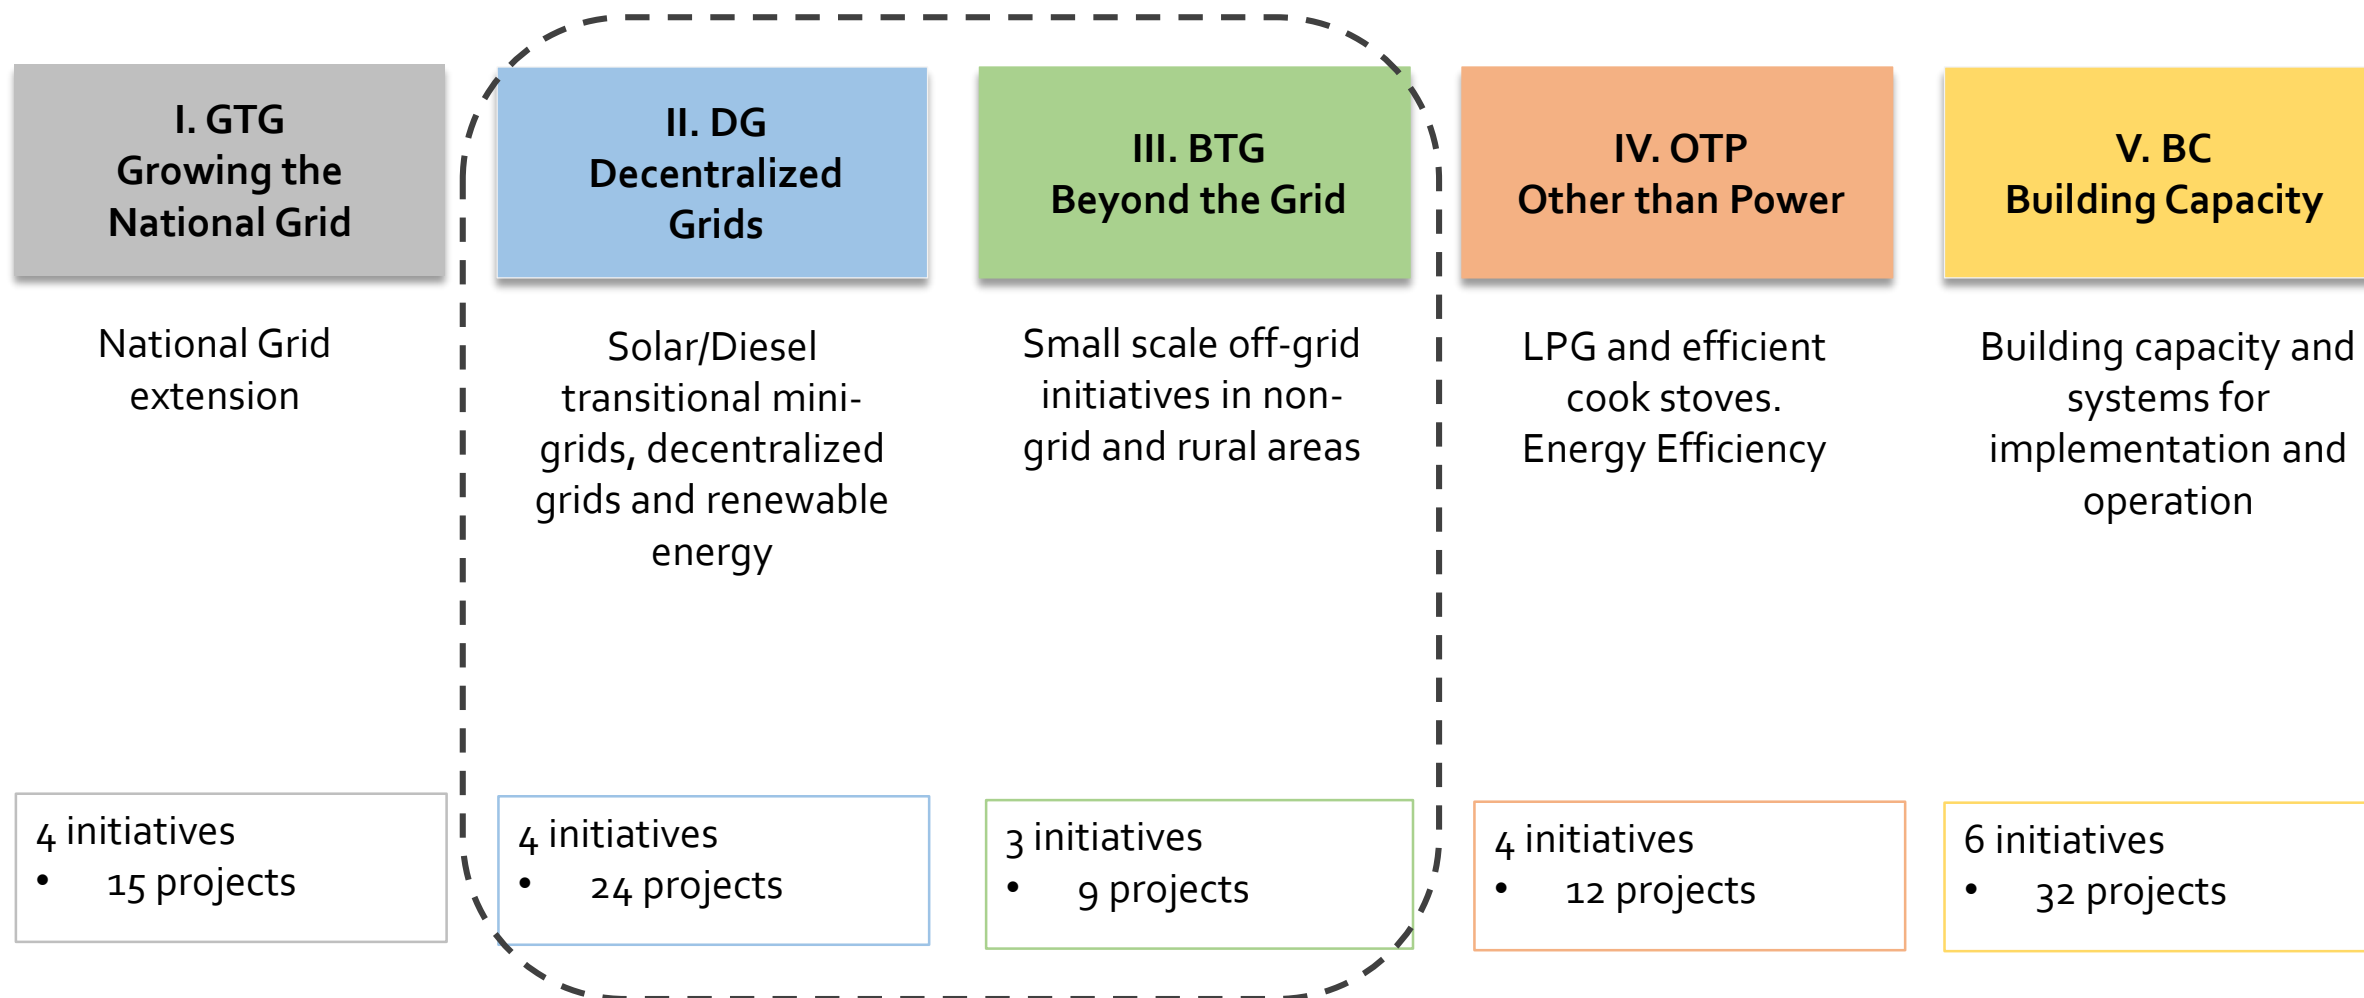 I. GTG
Growing the
National Grid
II. DG
Decentralized
Grids
III. BTG
Beyond the Grid
IV. OTP
Other than Power
V. BC
Building Capacity
National Grid
extension
Solar/Diesel
transitional mini-
grids, decentralized
grids and renewable
energy
Small scale off-grid
initiatives in non-
grid and rural areas
LPG and efficient
cook stoves.
Energy Efficiency
Building capacity and
systems for
implementation and
operation
4 initiatives
• 15 projects
4 initiatives
• 24 projects
3 initiatives
• 9 projects
4 initiatives
• 12 projects
6 initiatives
• 32 projects